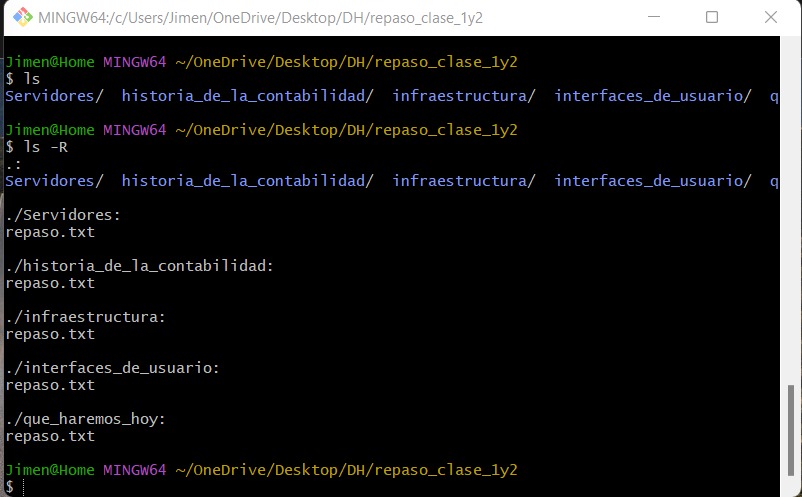 MINGW64:/c/Users/Jimen/OneDrive/Desktop/DH/repaso_clase_1y2
Jimen@Home MINGW64 ~/OneDrive/Desktop/DH/repaso_clase_1y2
$ ls
Servidores/  historia_de_la_contabilidad/  infraestructura/  interfaces_de_usuario/  q
Jimen@Home MINGW64 ~/OneDrive/Desktop/DH/repaso_clase_1y2
$ ls -R
.:
Servidores/  historia_de_la_contabilidad/  infraestructura/  interfaces_de_usuario/  q
./Servidores:
repaso.txt
./historia_de_la_contabilidad:
repaso.txt
./infraestructura:
repaso.txt
./interfaces_de_usuario:
repaso.txt
./que_haremos_hoy:
repaso.txt
Jimen@Home MINGW64 ~/OneDrive/Desktop/DH/repaso_clase_1y2
$